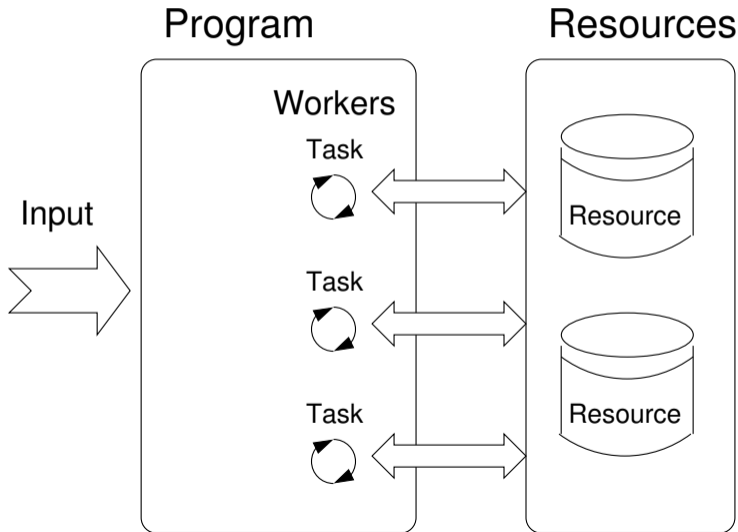 Program
Resources
Workers
Task
Resource
Input
Task
Task
Resource